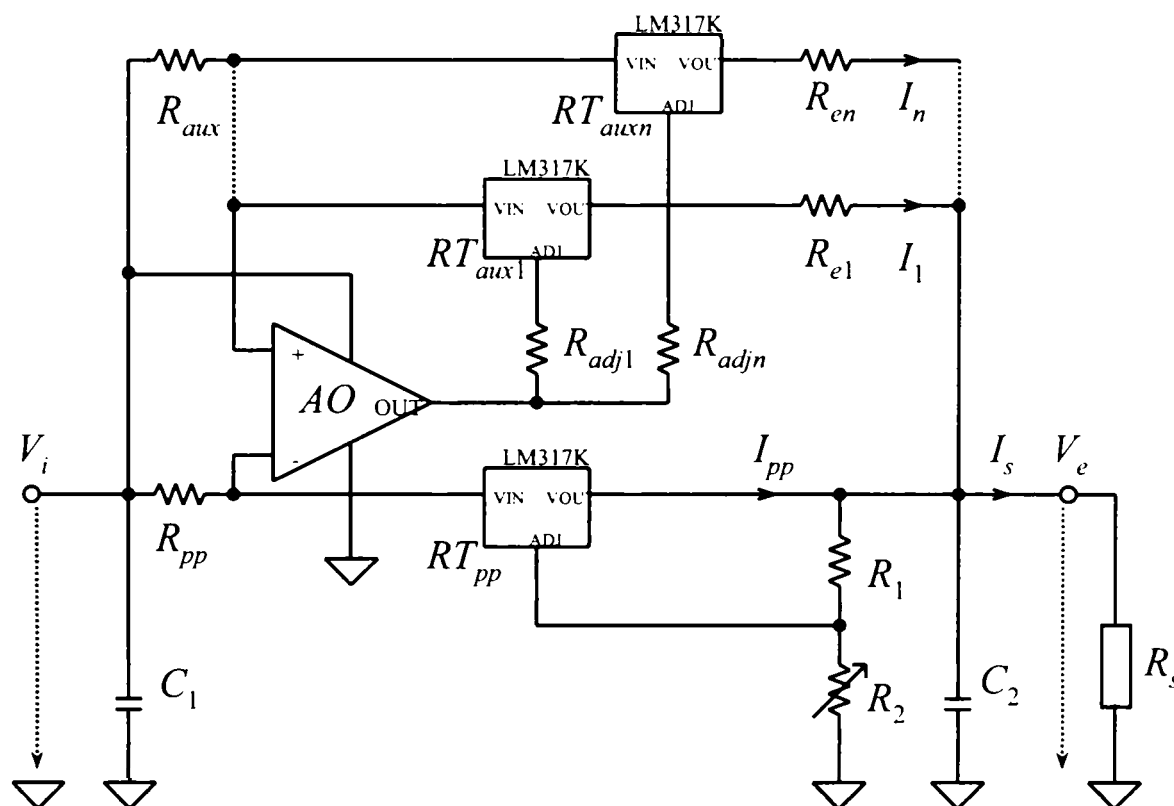 LM317K
VIN VOUT
ADJ
R_aux
RT_auxn
R_en
I_n
LM317K
VIN VOUT
ADJ
RT_aux1
R_e1
I_1
R_adj1
R_adjn
+
AO
OUT
-
V_i
R_pp
LM317K
VIN VOUT
ADJ
RT_pp
I_pp
I_s
V_e
R_1
C_1
R_2
C_2
R_s